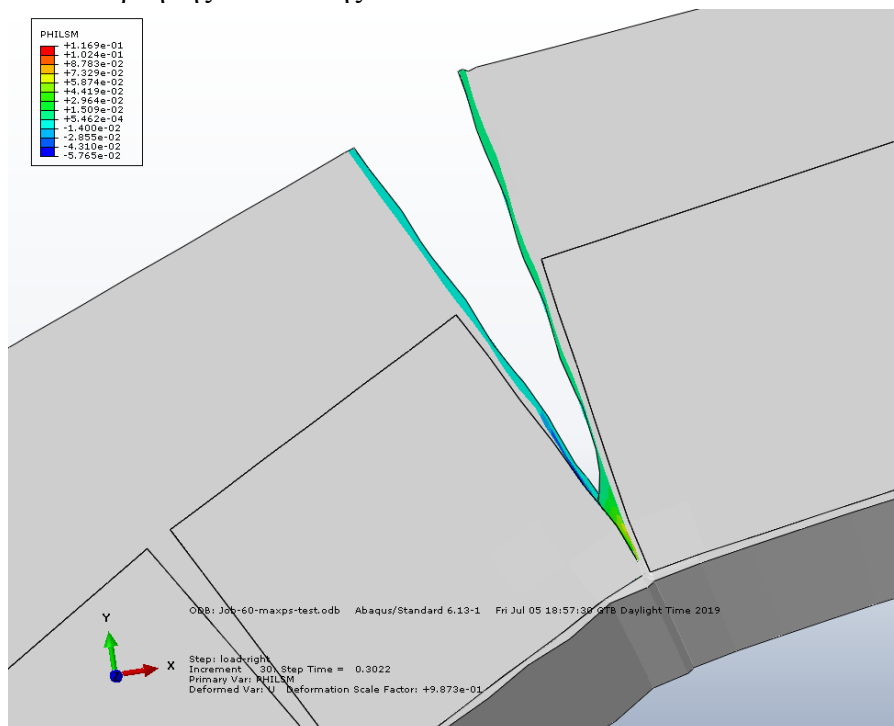 PHILSM
+1.169e-01
+1.024e-01
+8.783e-02
+7.329e-02
+5.874e-02
+4.419e-02
+2.964e-02
+1.509e-02
+5.462e-04
-1.400e-02
-2.855e-02
-4.310e-02
-5.765e-02
ODB: Job-60-maxps-test.odb Abaqus/Standard 6.13-1 Fri Jul 05 18:57:30 GTB Daylight Time 2019
Y
X
Step: load-right
Increment 30: Step Time = 0.3022
Primary Var: PHILSM
Deformed Var: U Deformation Scale Factor: +9.873e-01